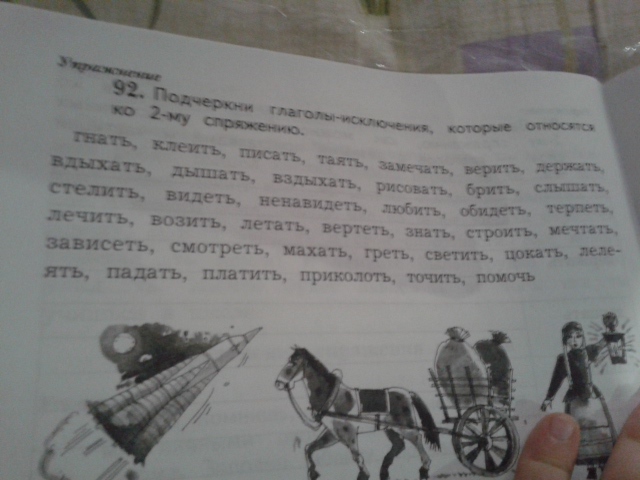 Упражнение
92. Подчеркни глаголы-исключения, которые относятся
ко 2-му спряжению.
гнать, клеить, писать, таять, замечать, верить, держать,
вдыхать, дышать, вздыхать, рисовать, брить, слышать,
стелить, видеть, ненавидеть, любить, обидеть, терпеть,
лечить, возить, летать, вертеть, знать, строить, мечтать,
зависеть, смотреть, махать, греть, светить, цокать, леле-
ять, падать, платить, приколоть, точить, помочь